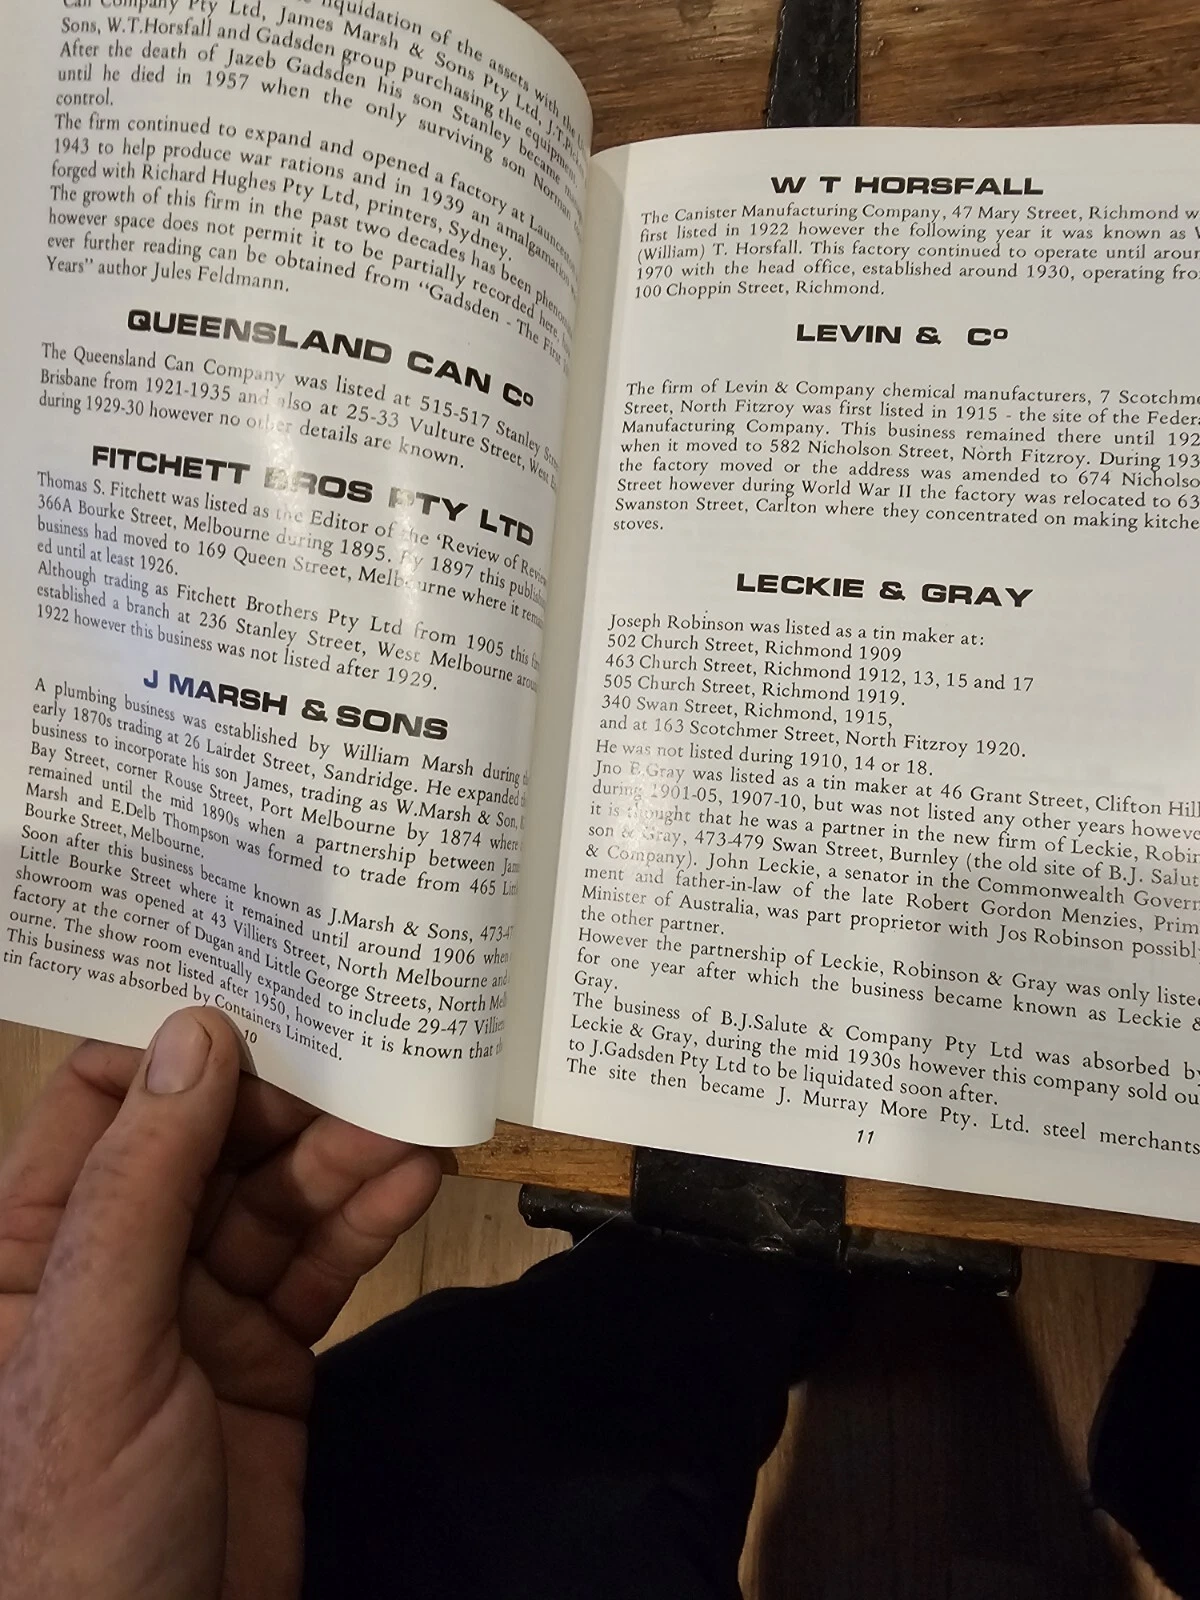 liquidation of the assets with the
Can Company Pty Ltd, James Marsh & Sons Pty Ltd, J.T.
Sons, W.T.Horsfall and Gadsden group purchasing the equipment.
After the death of Jazeb Gadsden his son Stanley became
until he died in 1957 when the only surviving son Norman
control.
The firm continued to expand and opened a factory at Launceston
1943 to help produce war rations and in 1939 an amalgamation
forged with Richard Hughes Pty Ltd, printers, Sydney.
The growth of this firm in the past two decades has been
however space does not permit it to be partially recorded here,
ever further reading can be obtained from "Gadsden - The First
Years" author Jules Feldmann.
QUEENSLAND CAN Co
The Queensland Can Company was listed at 515-517 Stanley
Brisbane from 1921-1935 and also at 25-33 Vulture Street, West
during 1929-30 however no other details are known.
FITCHETT BROS PTY LTD
Thomas S. Fitchett was listed as the Editor of the 'Review of
366A Bourke Street, Melbourne during 1895. By 1897 this
business had moved to 169 Queen Street, Melbourne where it
ed until at least 1926.
Although trading as Fitchett Brothers Pty Ltd from 1905 this
established a branch at 236 Stanley Street, West Melbourne
1922 however this business was not listed after 1929.
J MARSH & SONS
A plumbing business was established by William Marsh during
early 1870s trading at 26 Lairdet Street, Sandridge. He expanded
business to incorporate his son James, trading as W.Marsh & Son,
Bay Street, corner Rouse Street, Port Melbourne by 1874 where
remained until the mid 1890s when a partnership between
Marsh and E.Delb Thompson was formed to trade from 465
Bourke Street, Melbourne.
Soon after this business became known as J.Marsh & Sons,
Little Bourke Street where it remained until around 1906 when
showroom was opened at 43 Villiers Street, North Melbourne and
factory at the corner of Dugan and Little George Streets, North
ourne. The show room eventually expanded to include 29-47
This business was not listed after 1950, however it is known that
tin factory was absorbed by Containers Limited.
10
W T HORSFALL
The Canister Manufacturing Company, 47 Mary Street, Richmond w
first listed in 1922 however the following year it was known as
(William) T. Horsfall. This factory continued to operate until aroun
1970 with the head office, established around 1930, operating fro
100 Choppin Street, Richmond.
LEVIN & Co
The firm of Levin & Company chemical manufacturers, 7 Scotchme
Street, North Fitzroy was first listed in 1915 - the site of the Federa
Manufacturing Company. This business remained there until 192
when it moved to 582 Nicholson Street, North Fitzroy. During 193
the factory moved or the address was amended to 674 Nicholso
Street however during World War II the factory was relocated to 63
Swanston Street, Carlton where they concentrated on making kitche
stoves.
LECKIE & GRAY
Joseph Robinson was listed as a tin maker at:
502 Church Street, Richmond 1909
463 Church Street, Richmond 1912, 13, 15 and 17
505 Church Street, Richmond 1919.
340 Swan Street, Richmond, 1915,
and at 163 Scotchmer Street, North Fitzroy 1920.
He was not listed during 1910, 14 or 18.
Jno E.Gray was listed as a tin maker at 46 Grant Street, Clifton Hill
during 1901-05, 1907-10, but was not listed any other years howeve
it is thought that he was a partner in the new firm of Leckie, Robin
son & Gray, 473-479 Swan Street, Burnley (the old site of B.J. Salut
& Company). John Leckie, a senator in the Commonwealth Govern
ment and father-in-law of the late Robert Gordon Menzies, Prim
Minister of Australia, was part proprietor with Jos Robinson possibl
the other partner.
However the partnership of Leckie, Robinson & Gray was only liste
for one year after which the business became known as Leckie &
Gray.
The business of B.J.Salute & Company Pty Ltd was absorbed by
Leckie & Gray, during the mid 1930s however this company sold ou
to J.Gadsden Pty Ltd to be liquidated soon after.
The site then became J. Murray More Pty. Ltd. steel merchants
11